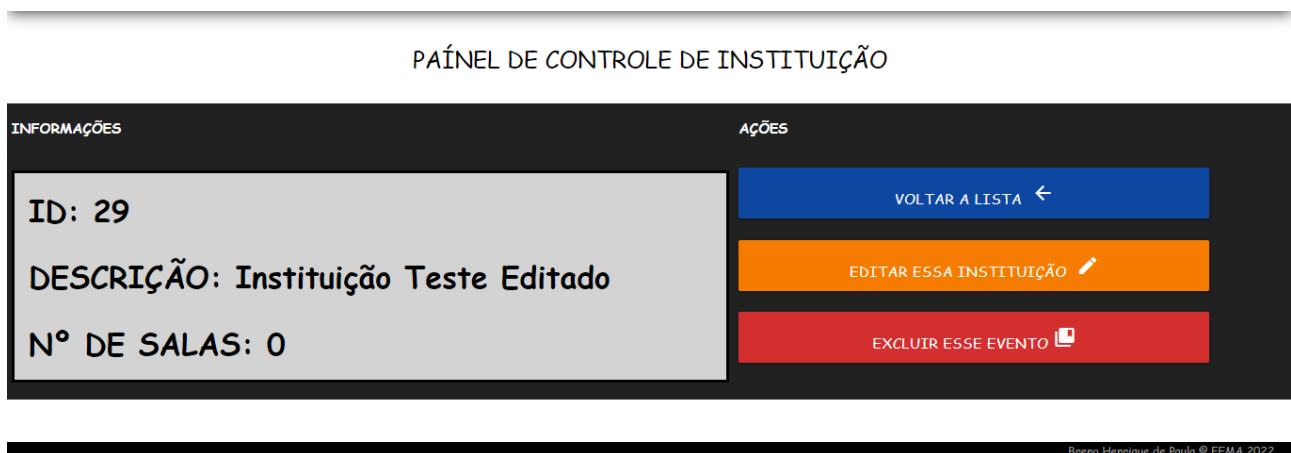 PAÍNEL DE CONTROLE DE INSTITUIÇÃO
INFORMAÇÕES
AÇÕES
ID: 29
DESCRIÇÃO: Instituição Teste Editado
Nº DE SALAS: 0
VOLTAR A LISTA
EDITAR ESSA INSTITUIÇÃO
EXCLUIR ESSE EVENTO
Breno Henrique de Paula © FEMA 2022